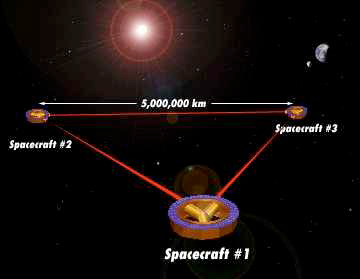 5,000,000 km
Spacecraft #2
Spacecraft #3
Spacecraft #1